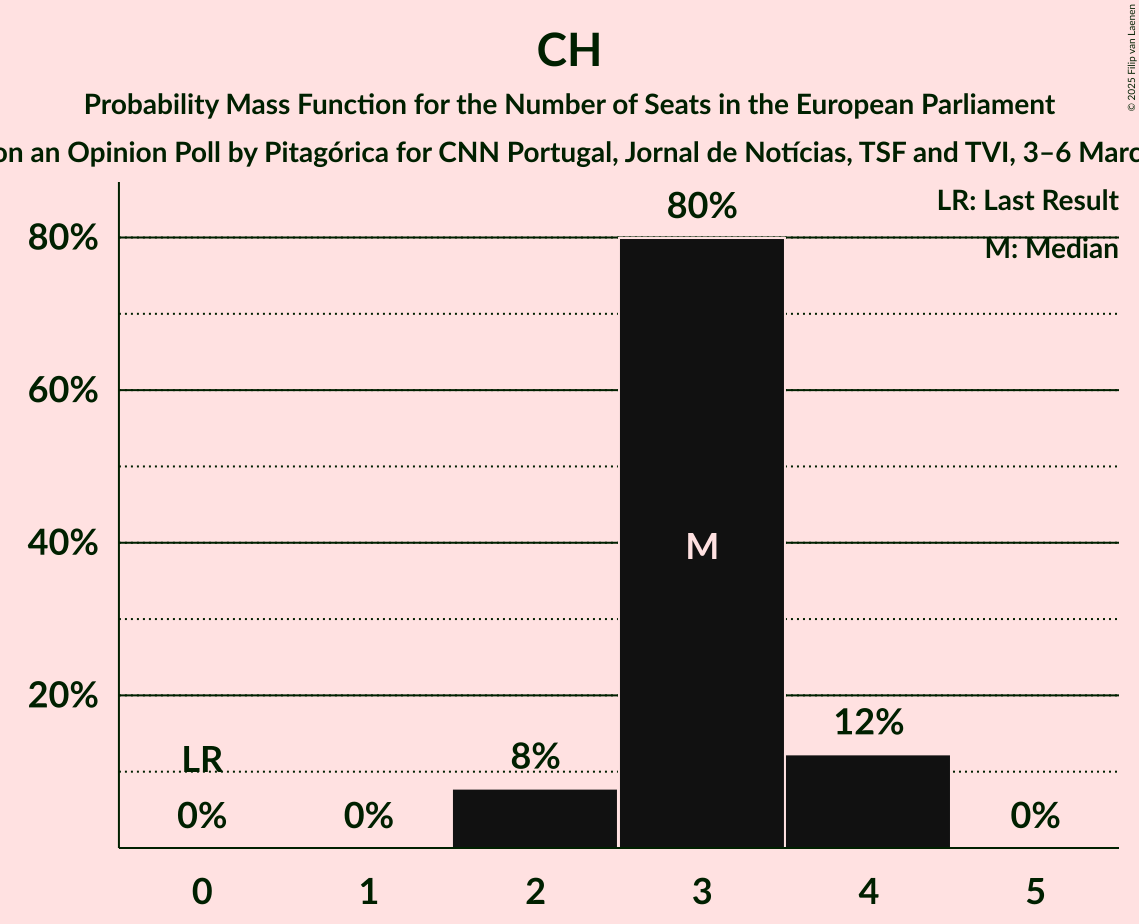 CH
Probability Mass Function for the Number of Seats in the European Parliament
on an Opinion Poll by Pitagórica for CNN Portugal, Jornal de Notícias, TSF and TVI, 3–6 Marc
© 2025 Filip van Laenen
LR: Last Result
M: Median
80%
60%
40%
20%
LR
0%
0%
8%
80%
M
12%
0%
0
1
2
3
4
5